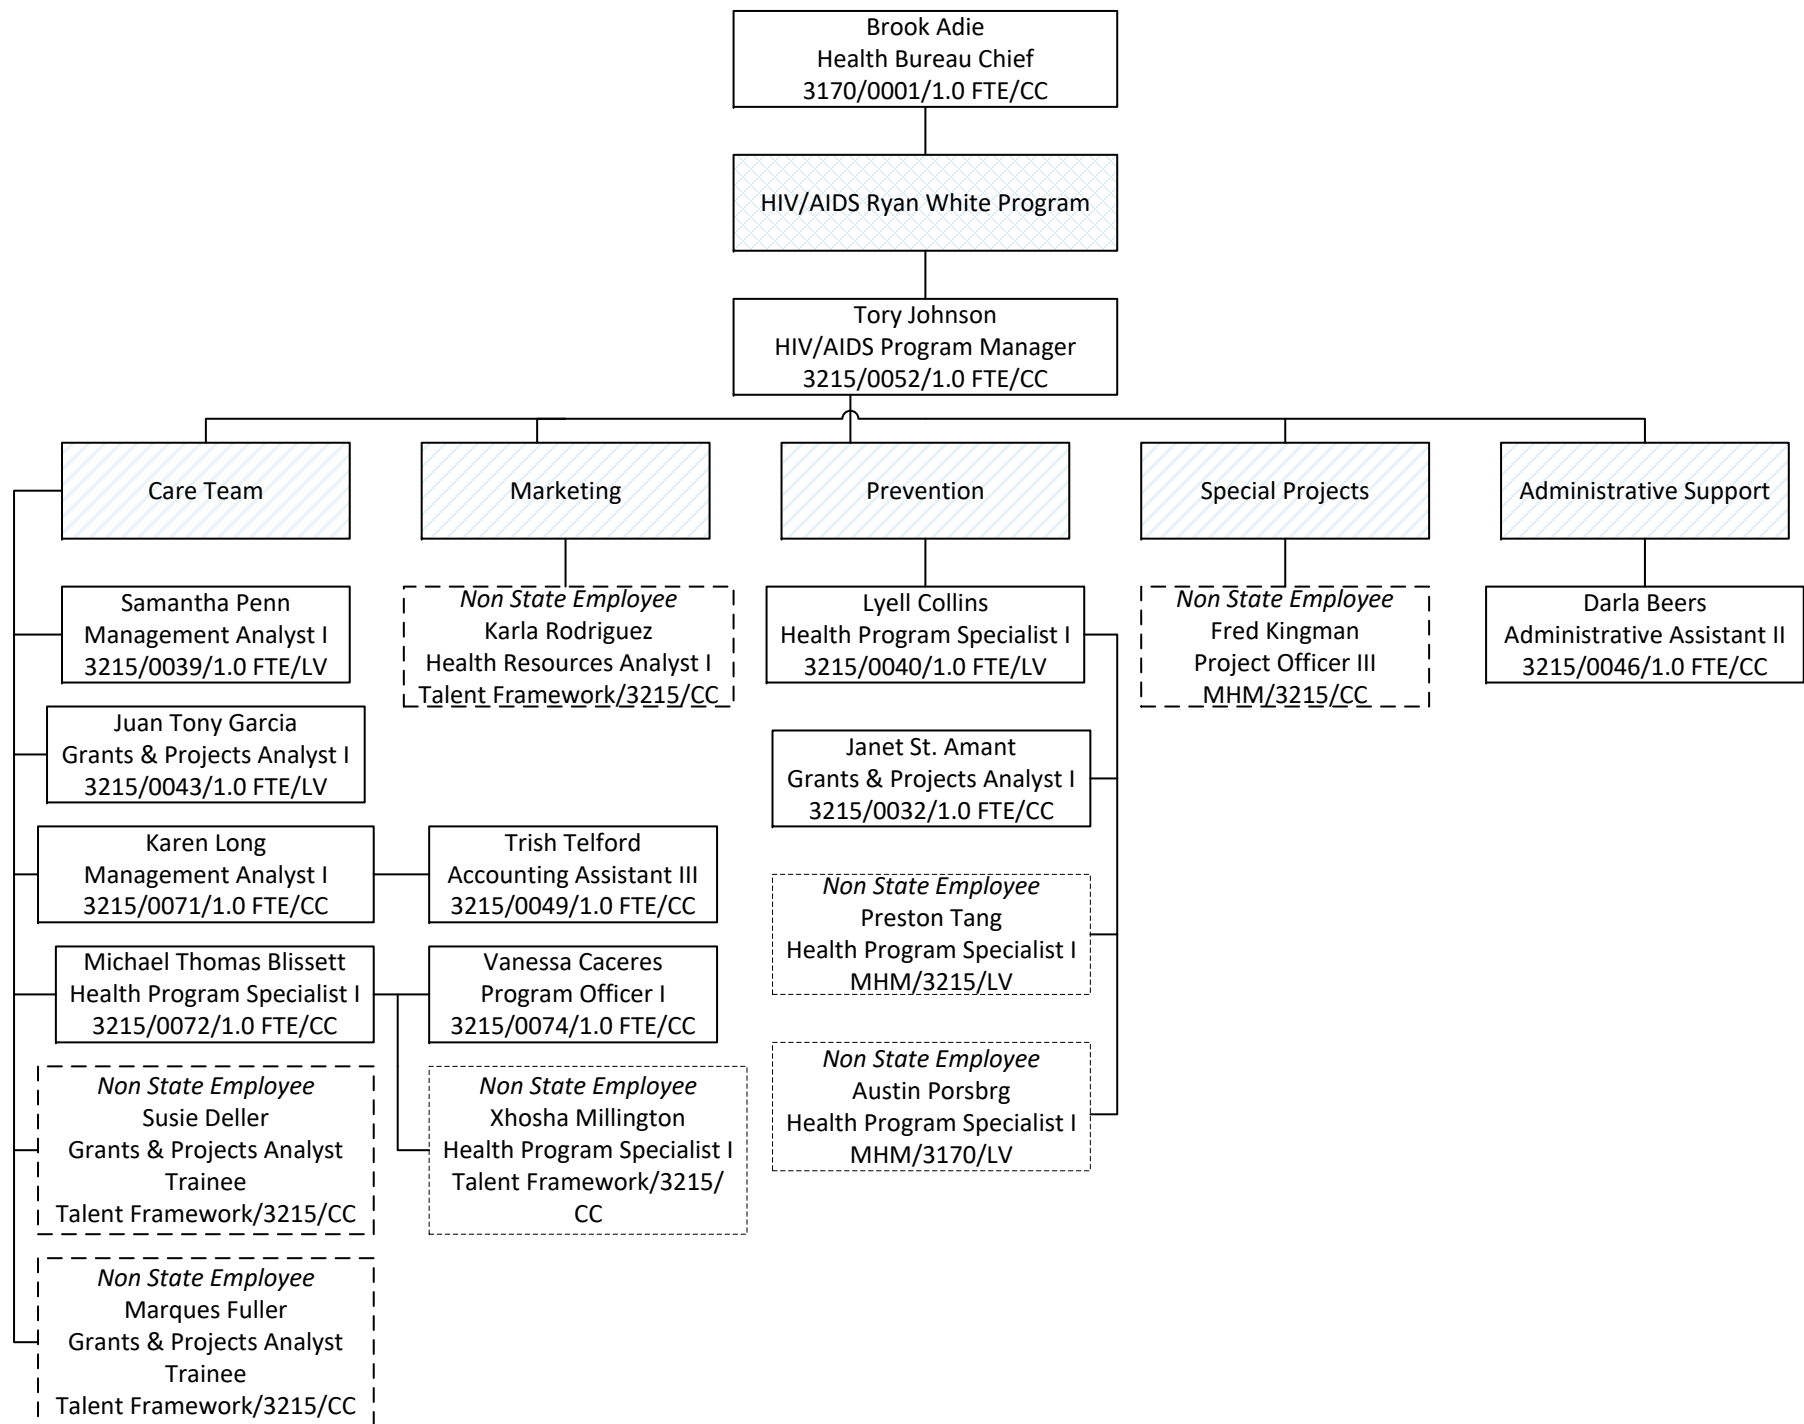 Brook Adie
Health Bureau Chief
3170/0001/1.0 FTE/CC
HIV/AIDS Ryan White Program
Tory Johnson
HIV/AIDS Program Manager
3215/0052/1.0 FTE/CC
Care Team
Marketing
Prevention
Special Projects
Administrative Support
Samantha Penn
Management Analyst I
3215/0039/1.0 FTE/LV
Juan Tony Garcia
Grants & Projects Analyst I
3215/0043/1.0 FTE/LV
Karen Long
Management Analyst I
3215/0071/1.0 FTE/CC
Trish Telford
Accounting Assistant III
3215/0049/1.0 FTE/CC
Michael Thomas Blissett
Health Program Specialist I
3215/0072/1.0 FTE/CC
Vanessa Caceres
Program Officer I
3215/0074/1.0 FTE/CC
Non State Employee
Xhosha Millington
Health Program Specialist I
Talent Framework/3215/
CC
Non State Employee
Susie Deller
Grants & Projects Analyst
Trainee
Talent Framework/3215/CC
Non State Employee
Marques Fuller
Grants & Projects Analyst
Trainee
Talent Framework/3215/CC
Non State Employee
Karla Rodriguez
Health Resources Analyst I
Talent Framework/3215/CC
Lyell Collins
Health Program Specialist I
3215/0040/1.0 FTE/LV
Janet St. Amant
Grants & Projects Analyst I
3215/0032/1.0 FTE/CC
Non State Employee
Preston Tang
Health Program Specialist I
MHM/3215/LV
Non State Employee
Austin Porsbrg
Health Program Specialist I
MHM/3170/LV
Non State Employee
Fred Kingman
Project Officer III
MHM/3215/CC
Darla Beers
Administrative Assistant II
3215/0046/1.0 FTE/CC